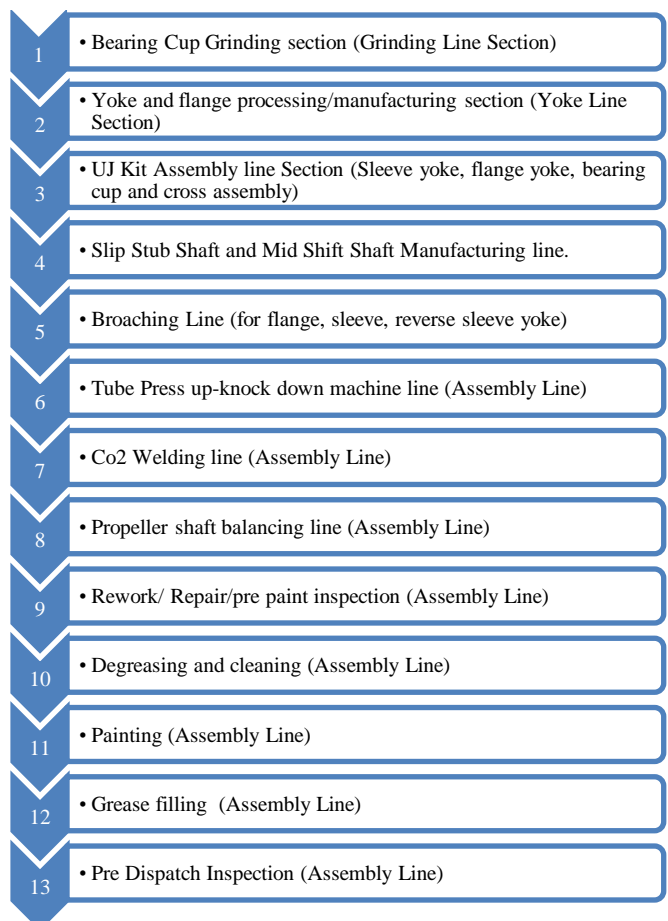 1
• Bearing Cup Grinding section (Grinding Line Section)
2
• Yoke and flange processing/manufacturing section (Yoke Line
Section)
3
• UJ Kit Assembly line Section (Sleeve yoke, flange yoke, bearing
cup and cross assembly)
4
• Slip Stub Shaft and Mid Shift Shaft Manufacturing line.
5
• Broaching Line (for flange, sleeve, reverse sleeve yoke)
6
• Tube Press up-knock down machine line (Assembly Line)
7
• Co2 Welding line (Assembly Line)
8
• Propeller shaft balancing line (Assembly Line)
9
• Rework/ Repair/pre paint inspection (Assembly Line)
10
• Degreasing and cleaning (Assembly Line)
11
• Painting (Assembly Line)
12
• Grease filling  (Assembly Line)
13
• Pre Dispatch Inspection (Assembly Line)